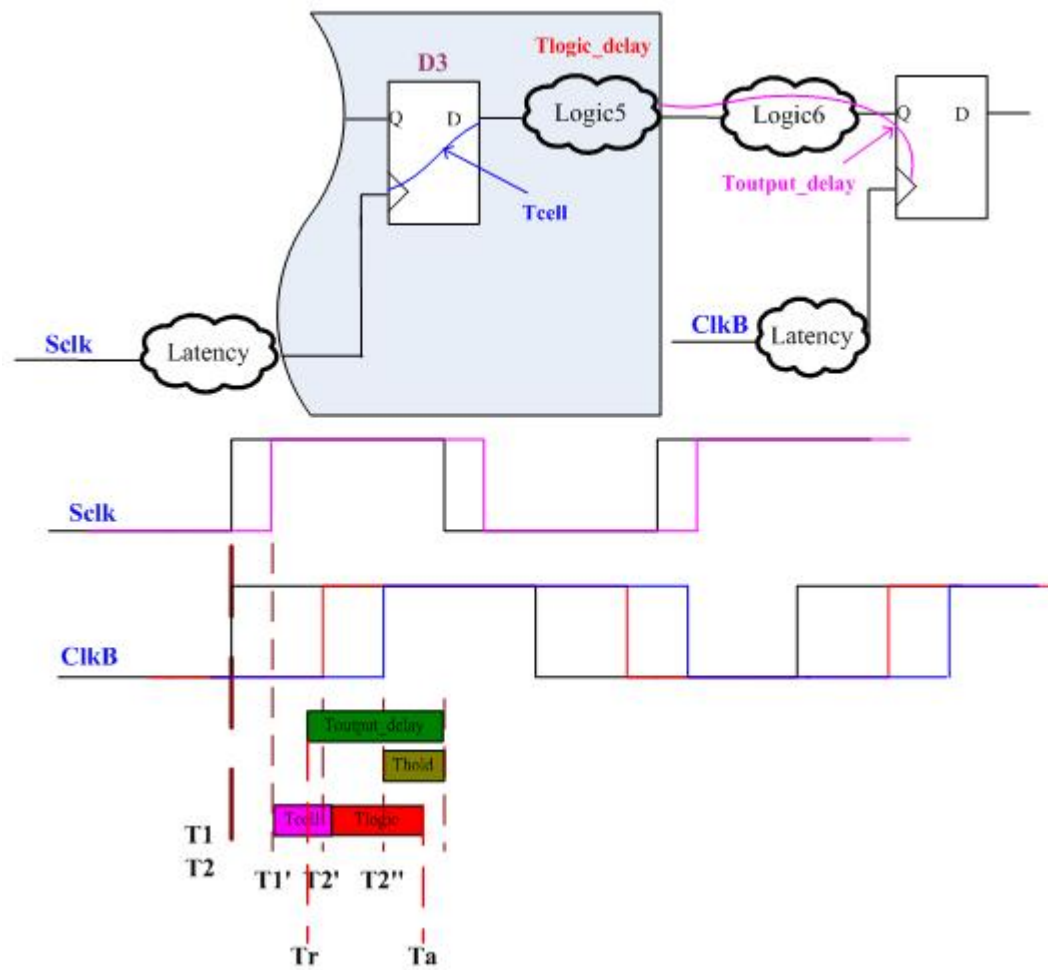 Tlogic_delay
D3
Q
D
Logic5
Logic6
Q
D
Tcell
Toutput_delay
Sclk
Latency
ClkB
Latency
Sclk
ClkB
Toutput_delay
Thold
Tcell
Tlogic
T1
T2
T1'
T2'
T2''
Tr
Ta